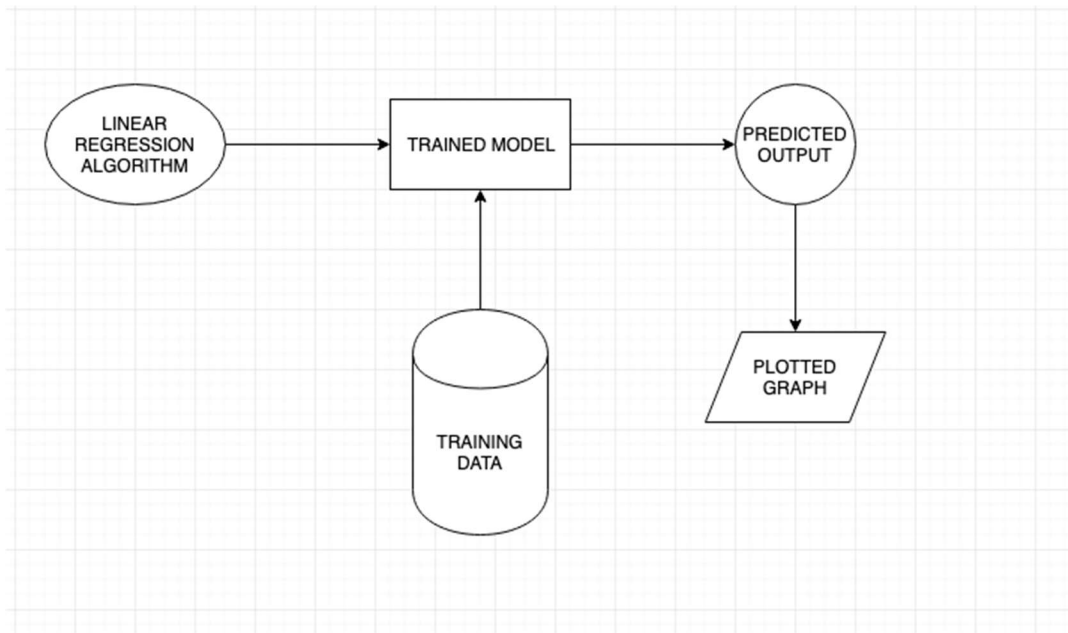 LINEAR
REGRESSION
ALGORITHM
TRAINED MODEL
PREDICTED
OUTPUT
PLOTTED
GRAPH
TRAINING
DATA